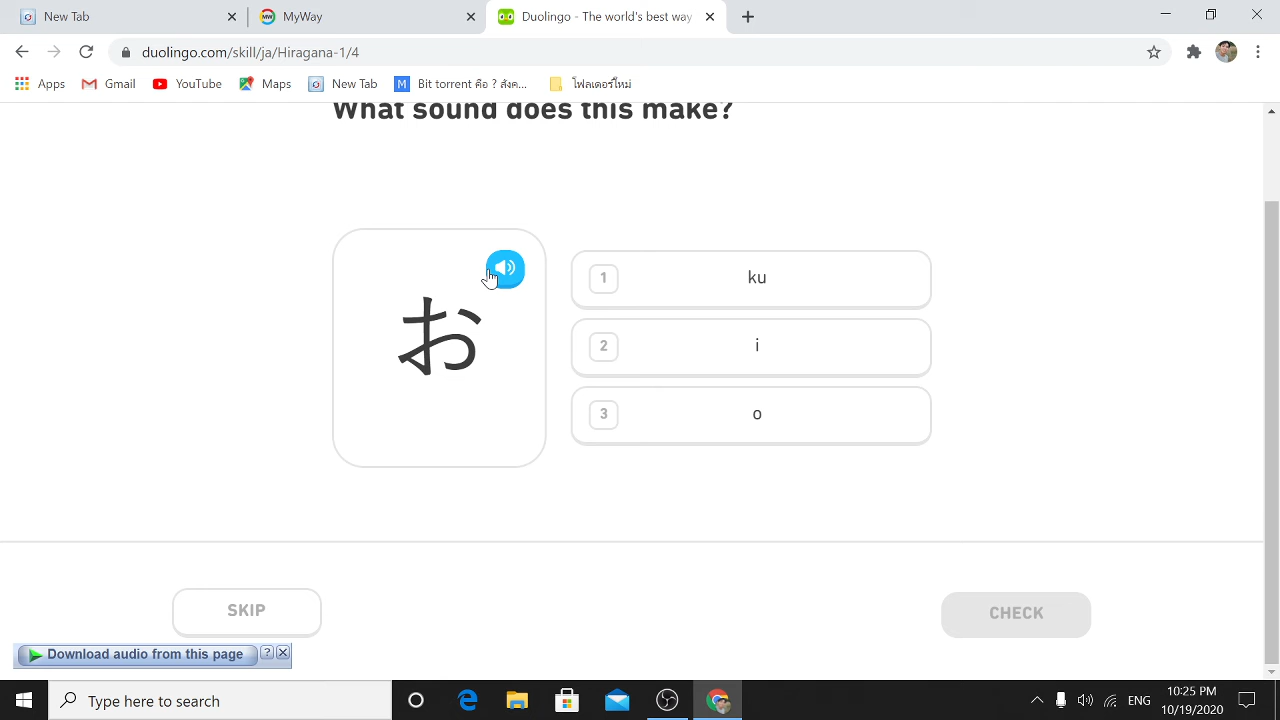 New Tab
MyWay
Duolingo - The world's best way
duolingo.com/skill/ja/Hiragana-1/4
Apps
Gmail
YouTube
Maps
New Tab
M
Bit torrent คือ ? สังค...
โฟลเดอร์ใหม่
What sound does this make?
お
1
ku
2
i
3
o
SKIP
CHECK
Download audio from this page
?
Type here to search
ENG
10:25 PM
10/19/2020